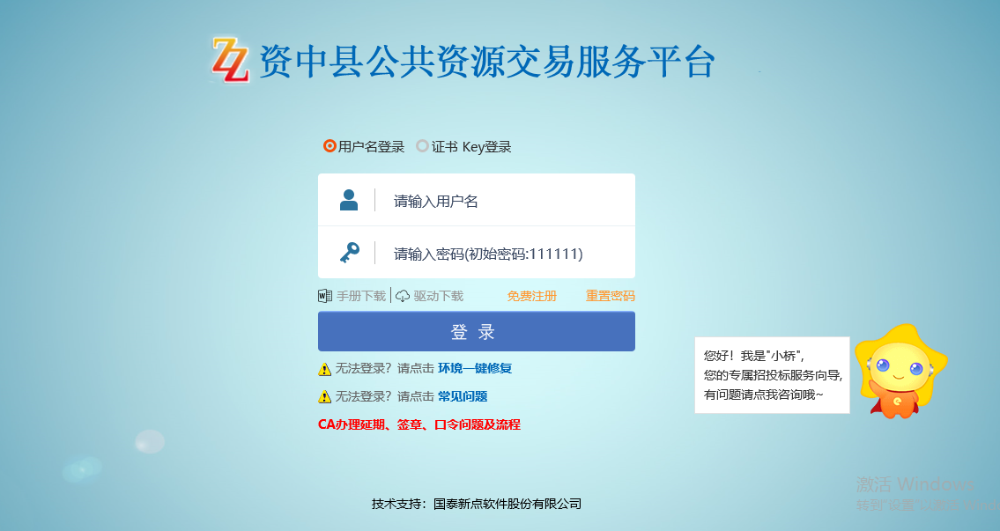 资中县公共资源交易服务平台
用户名登录 证书 Key登录
请输入用户名
请输入密码(初始密码:111111)
手册下载 驱动下载 免费注册 重置密码
登 录
无法登录？请点击 环境一键修复
无法登录？请点击 常见问题
CA办理延期、签章、口令问题及流程
您好！我是"小桥",
您的专属招投标服务向导,
有问题请点我咨询哦~
技术支持：国泰新点软件股份有限公司
激活 Windows
转到"设置"以激活